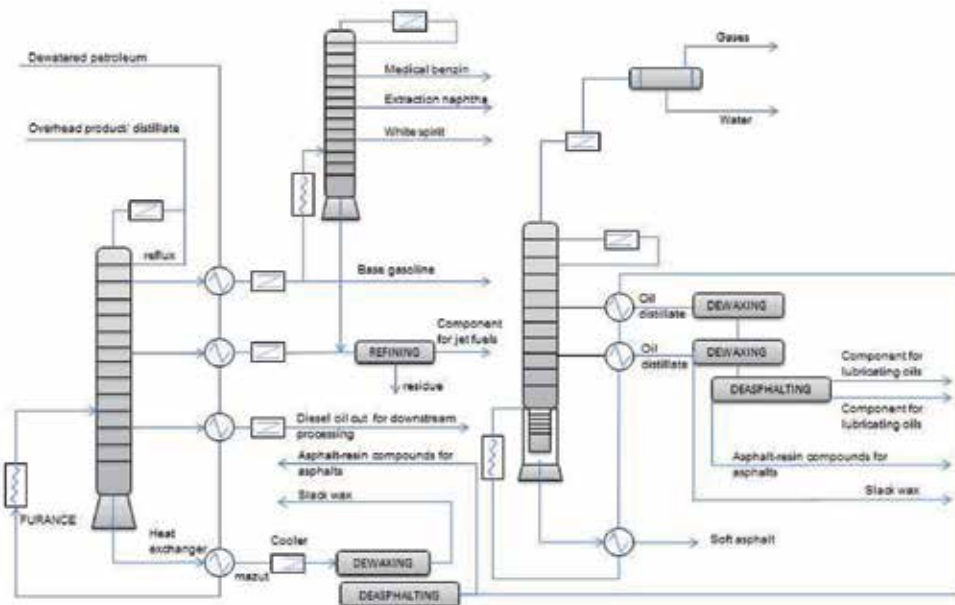 Dewatered petroleum
Overhead product/ distillate
reflux
FURANCE
Heat
exchanger
mazut
Cooler
DEWAXING
DEASPHALTING
Medical benzin
Extraction naphtha
White spirit
Base gasoline
Component
for jet fuels
REFINING
residue
Diesel oil cut for downstream
processing
Asphalt-resin compounds for
asphalts
Slack wax
Gases
Water
Oil
distillate
DEWAXING
Oil
distillate
DEWAXING
DEASPHALTING
Component for
lubricating oils
Component for
lubricating oils
Asphalt-resin compounds for
asphalts
Slack wax
Soft asphalt